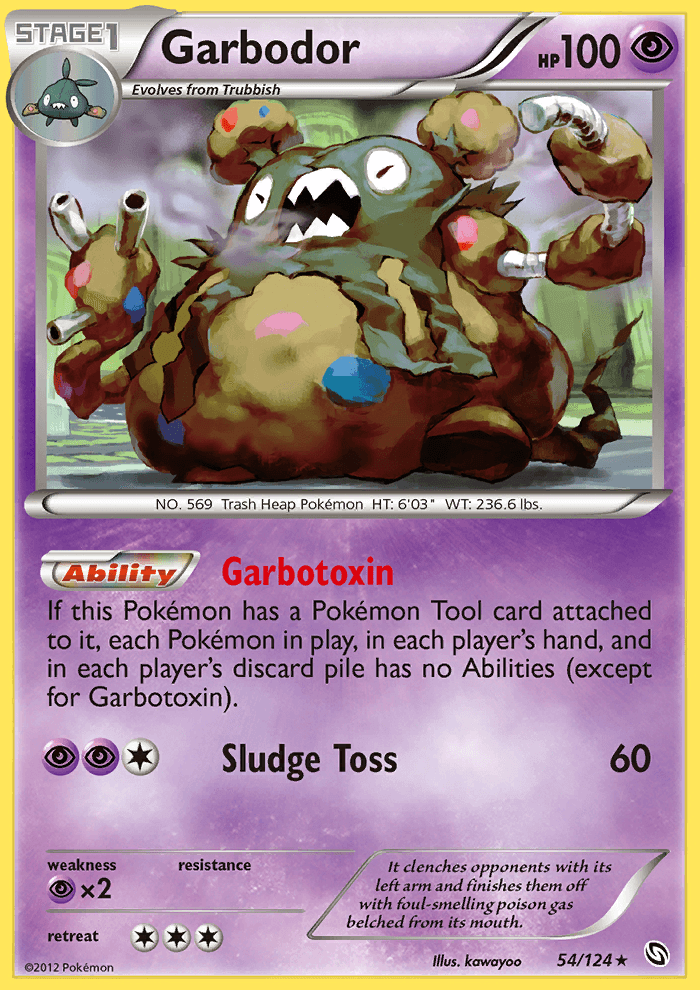 STAGE1
Garbodor
HP100
Evolves from Trubbish
NO. 569 Trash Heap Pokémon HT: 6'03" WT: 236.6 lbs.
Ability Garbotoxin
If this Pokémon has a Pokémon Tool card attached
to it, each Pokémon in play, in each player's hand, and
in each player's discard pile has no Abilities (except
for Garbotoxin).
Sludge Toss 60
weakness resistance
×2
retreat
It clenches opponents with its
left arm and finishes them off
with foul-smelling poison gas
belched from its mouth.
©2012 Pokémon
Illus. kawayoo 54/124 ★